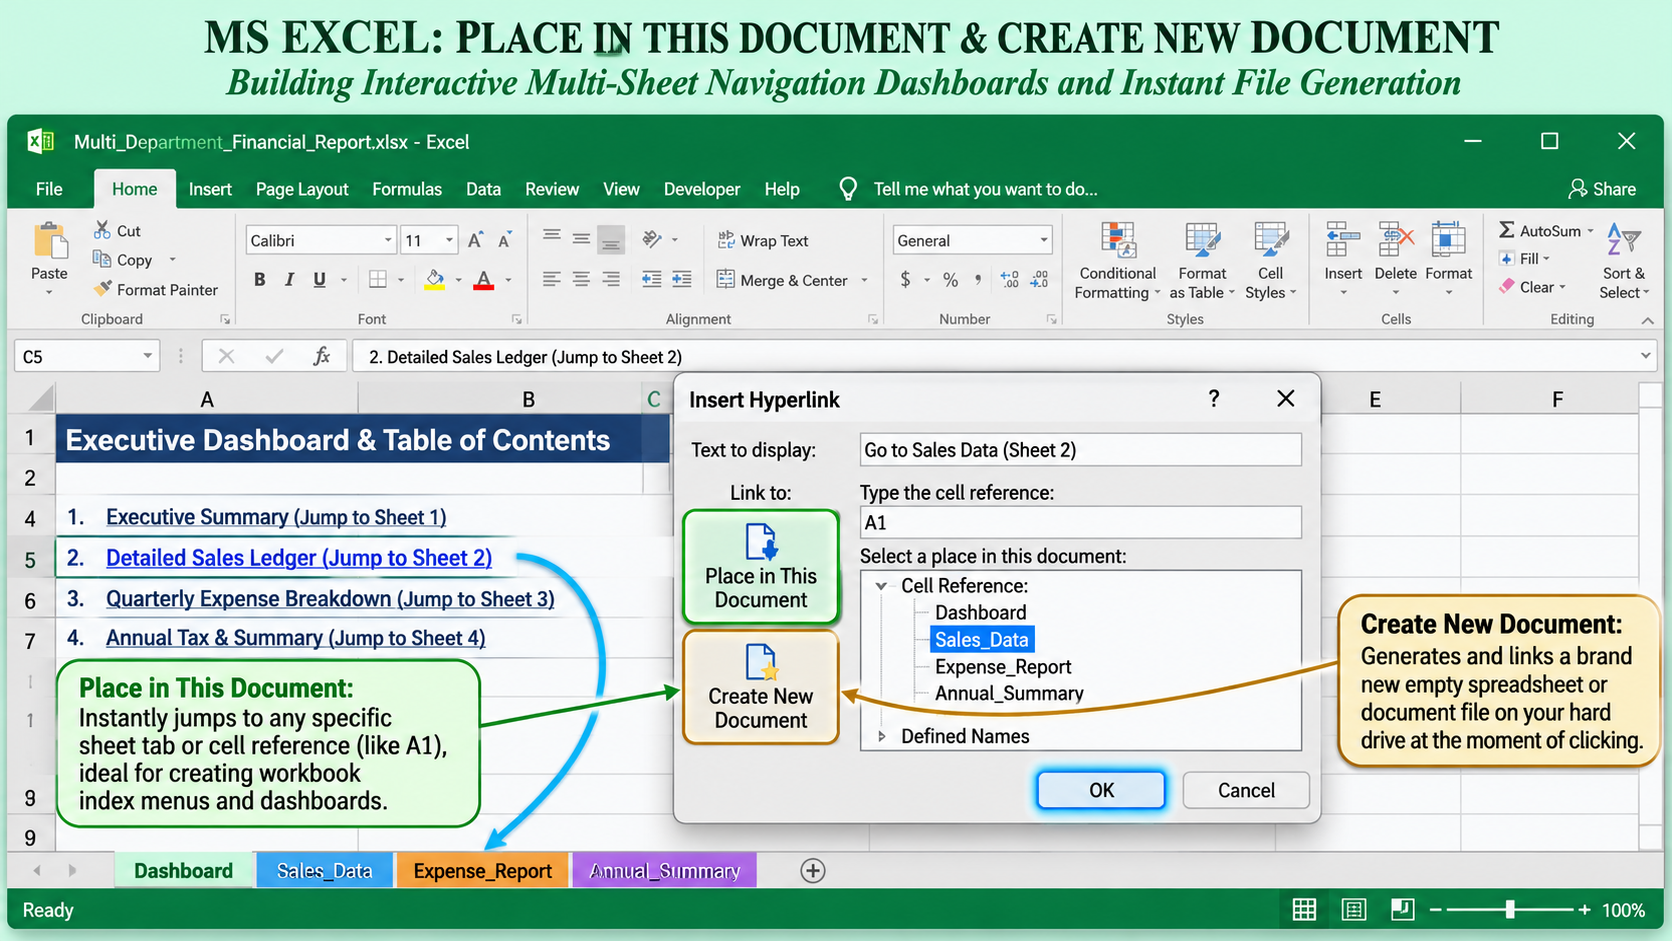 MS EXCEL: PLACE IN THIS DOCUMENT & CREATE NEW DOCUMENT
Building Interactive Multi-Sheet Navigation Dashboards and Instant File Generation
Multi_Department_Financial_Report.xlsx - Excel
File Home Insert Page Layout Formulas Data Review View Developer Help Tell me what you want to do... Share
Paste
Cut
Copy
Format Painter
Clipboard
Calibri 11
B I U
Font
Wrap Text
Merge & Center
Alignment
General
$ % ,
Number
Conditional Formatting
Format as Table
Cell Styles
Styles
Insert Delete Format
Cells
AutoSum
Fill
Clear
Sort & Select
Editing
C5
fx
2. Detailed Sales Ledger (Jump to Sheet 2)
A B C E F
1 Executive Dashboard & Table of Contents
2
4 1. Executive Summary (Jump to Sheet 1)
5 2. Detailed Sales Ledger (Jump to Sheet 2)
6 3. Quarterly Expense Breakdown (Jump to Sheet 3)
7 4. Annual Tax & Summary (Jump to Sheet 4)
1
9
9
Place in This Document:
Instantly jumps to any specific
sheet tab or cell reference (like A1),
ideal for creating workbook
index menus and dashboards.
Insert Hyperlink ?
Text to display: Go to Sales Data (Sheet 2)
Link to:
Place in This
Document
Create New
Document
Type the cell reference:
A1
Select a place in this document:
Cell Reference:
Dashboard
Sales_Data
Expense_Report
Annual_Summary
Defined Names
OK Cancel
Create New Document:
Generates and links a brand
new empty spreadsheet or
document file on your hard
drive at the moment of clicking.
Dashboard Sales_Data Expense_Report Annual_Summary
Ready 100%